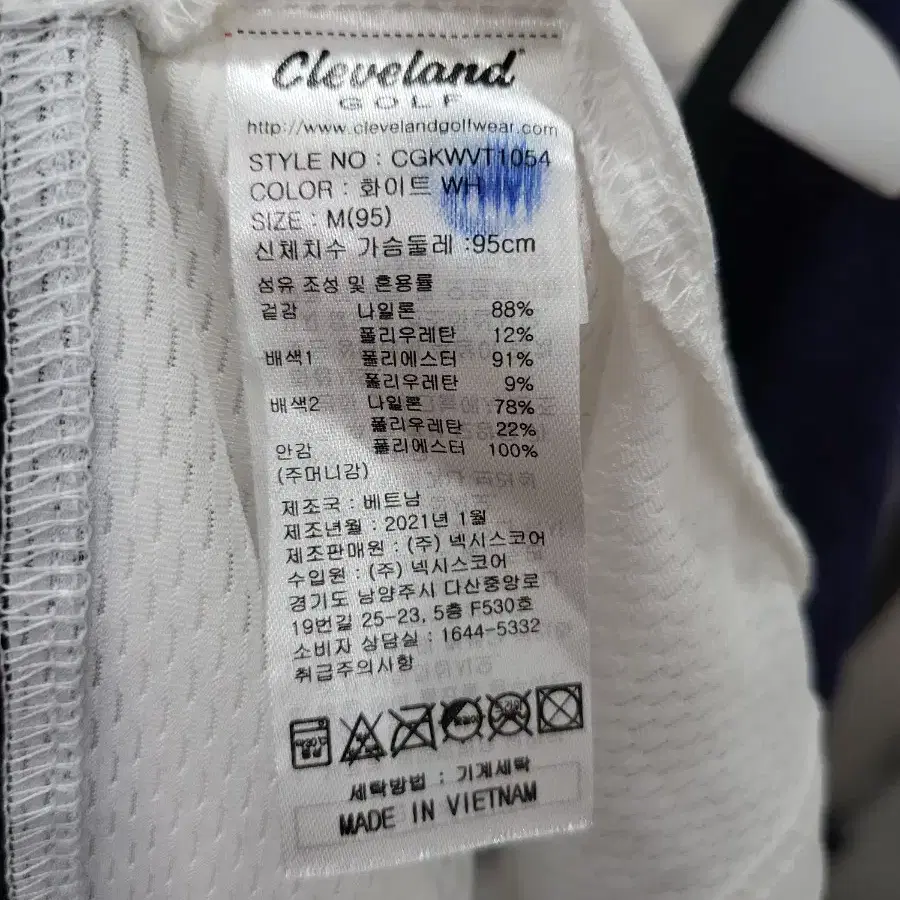 Cleveland
GOLF
http://www.clevelandgolfwear.com
STYLE NO : CGKWVT1054
COLOR : 화이트 WH
SIZE : M(95)
신체치수 가슴둘레 :95cm
섬유 조성 및 혼용률
겉감 나일론 88%
폴리우레탄 12%
배색1 폴리에스터 91%
폴리우레탄 9%
배색2 나일론 78%
폴리우레탄 22%
안감 폴리에스터 100%
(주머니감)
제조국 : 베트남
제조년월 : 2021년 1월
제조판매원 : (주) 넥시스코어
수입원 : (주) 넥시스코어
경기도 남양주시 다산중앙로
19번길 25-23, 5층 F530호
소비자 상담실 : 1644-5332
취급주의사항
세탁방법 : 기계세탁
MADE IN VIETNAM